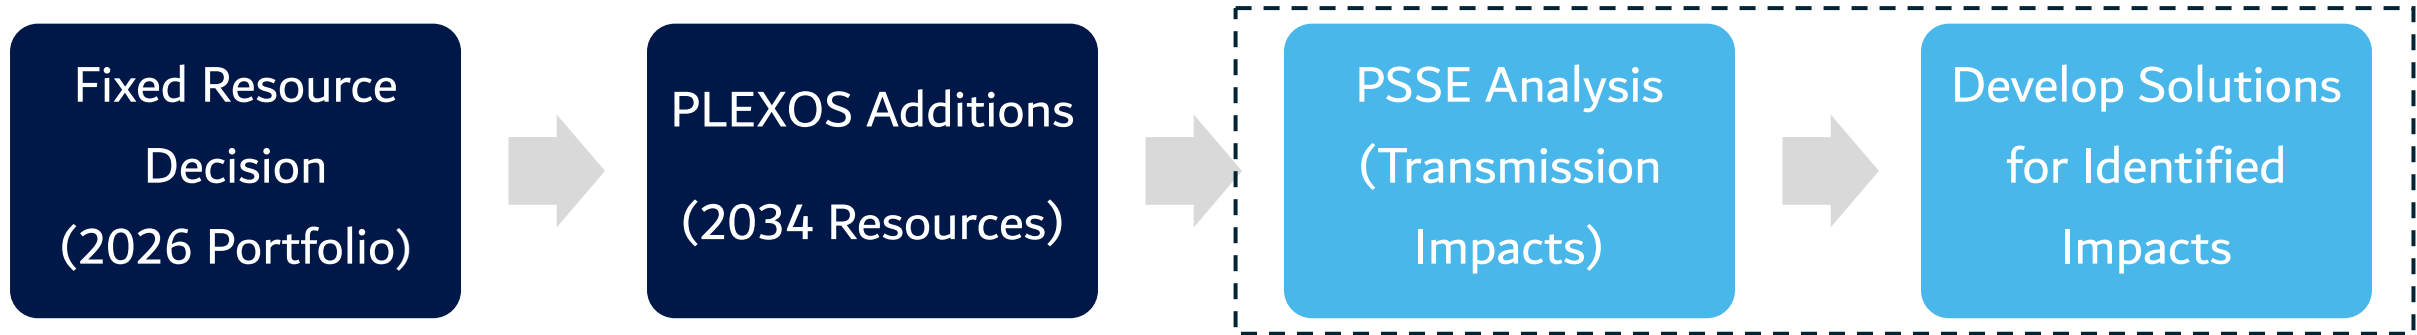 Fixed Resource
Decision
(2026 Portfolio)
PLEXOS Additions
(2034 Resources)
PSSE Analysis
(Transmission
Impacts)
Develop Solutions
for Identified
Impacts